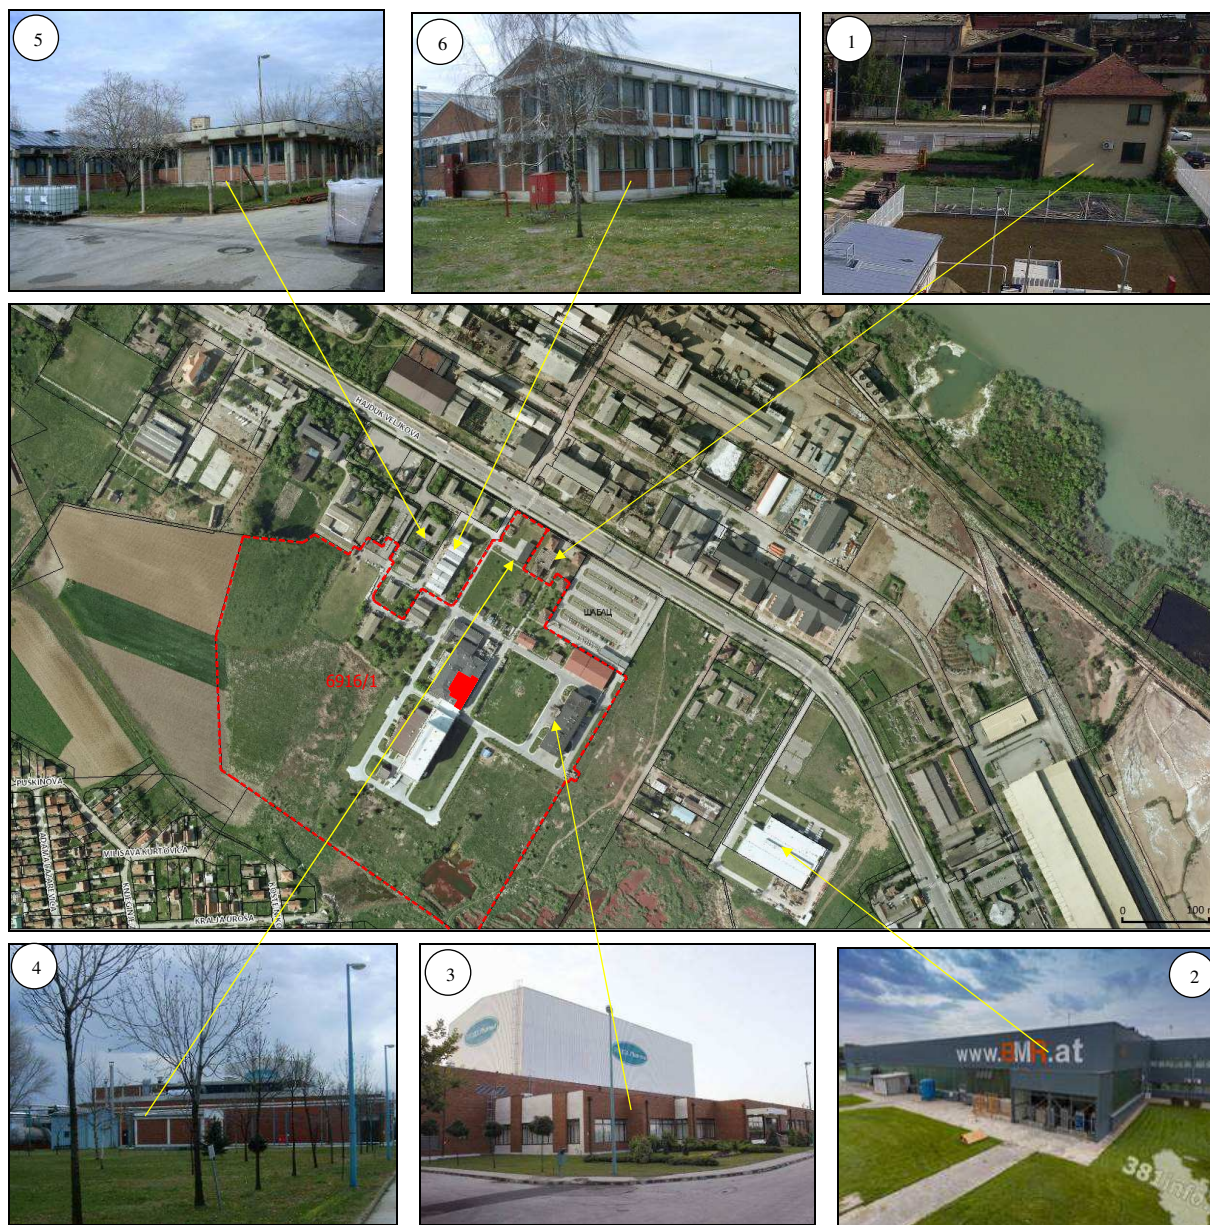 5
6
1
HAJDUK VELJKOVA
ШАБАЦ
6916/1
PUŠKINOVA
MILISAVA KURTOVIĆA
KRALJA UROŠA
0
100 m
4
3
2
www.BMR.at
381info